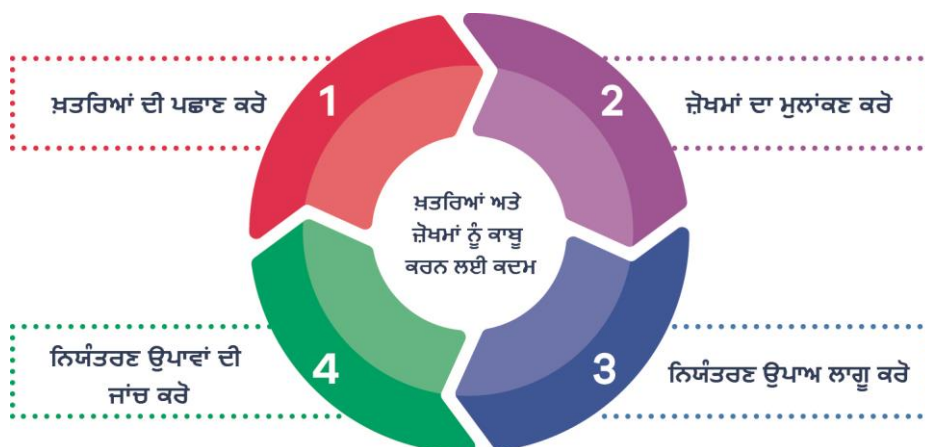 1
ਖ਼ਤਰਿਆਂ ਦੀ ਪਛਾਣ ਕਰੋ
2
ਜ਼ੋਖਮਾਂ ਦਾ ਮੁਲਾਂਕਣ ਕਰੋ
ਖ਼ਤਰਿਆਂ ਅਤੇ
ਜ਼ੋਖਮਾਂ ਨੂੰ ਕਾਬੂ
ਕਰਨ ਲਈ ਕਦਮ
3
ਨਿਯੰਤਰਣ ਉਪਾਅ ਲਾਗੂ ਕਰੋ
4
ਨਿਯੰਤਰਣ ਉਪਾਵਾਂ ਦੀ
ਜਾਂਚ ਕਰੋ